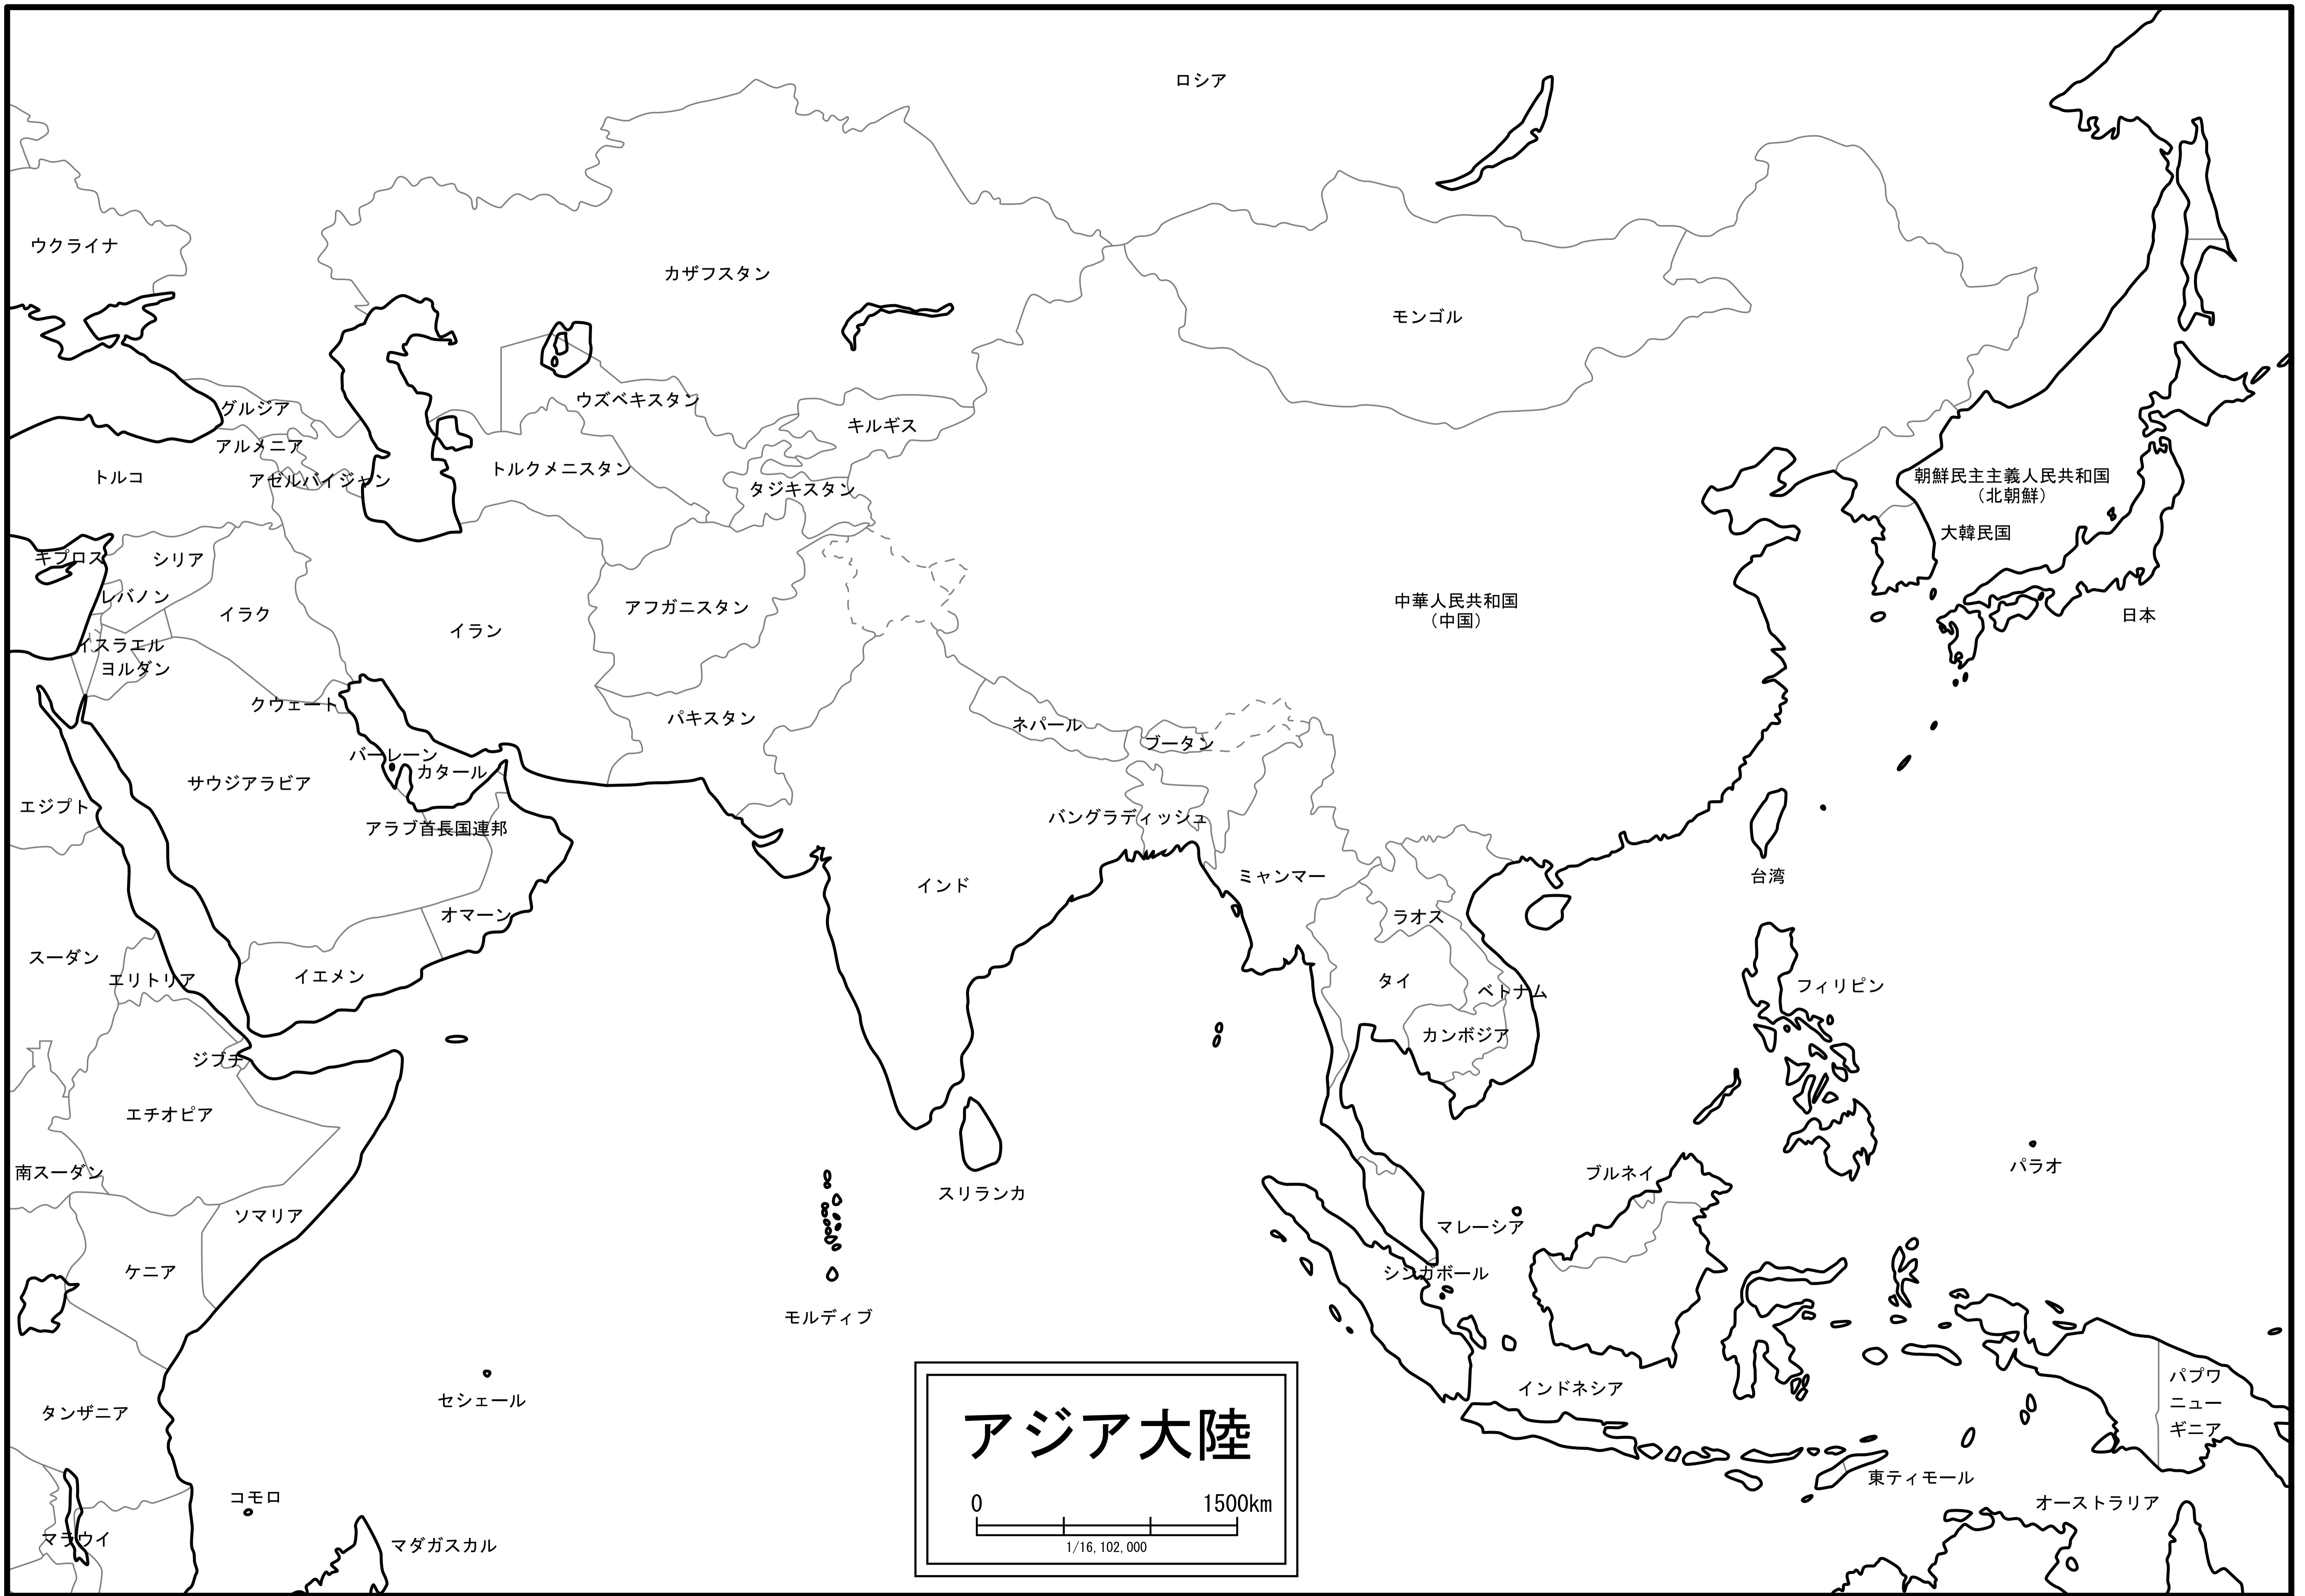 ロシア
ウクライナ
カザフスタン
モンゴル
グルジア
ウズベキスタン
キルギス
アルメニア
トルコ
アゼルバイジャン
トルクメニスタン
タジキスタン
朝鮮民主主義人民共和国
（北朝鮮）
大韓民国
キプロス
シリア
レバノン
イラク
イラン
アフガニスタン
中華人民共和国
（中国）
日本
イスラエル
ヨルダン
クウェート
パキスタン
ネパール
ブータン
バーレーン
カタール
サウジアラビア
エジプト
アラブ首長国連邦
バングラディッシュ
インド
ミャンマー
台湾
オマーン
ラオス
スーダン
エリトリア
イエメン
タイ
ベトナム
フィリピン
カンボジア
ジブチ
エチオピア
南スーダン
スリランカ
ブルネイ
パラオ
ソマリア
マレーシア
ケニア
シンガポール
モルディブ
セシェール
インドネシア
パプワ
ニュー
ギニア
タンザニア
アジア大陸
0 1500km
1/16,102,000
東ティモール
オーストラリア
コモロ
マラウイ
マダガスカル